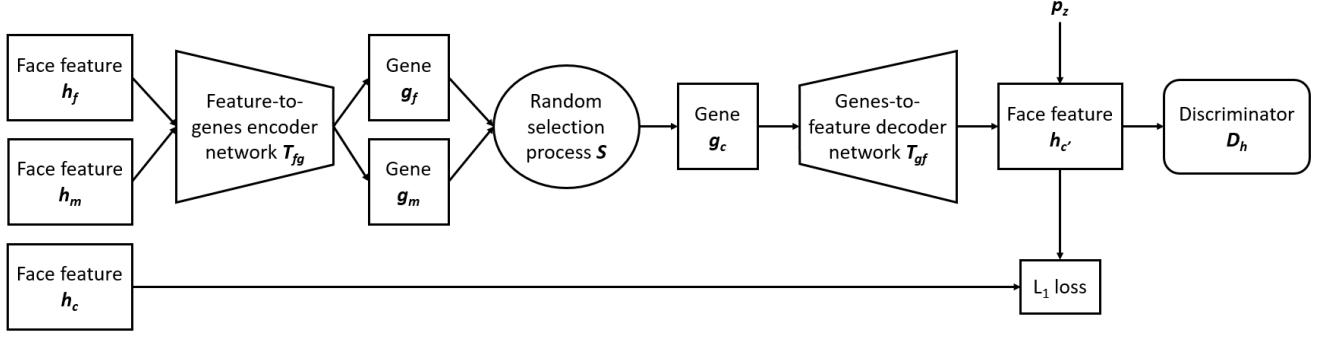 p_z
Face feature
h_f
Face feature
h_m
Face feature
h_c
Feature-to-
genes encoder
network T_fg
Gene
g_f
Gene
g_m
Random
selection
process S
Gene
g_c
Genes-to-
feature decoder
network T_gf
Face feature
h_c'
Discriminator
D_h
L_1 loss